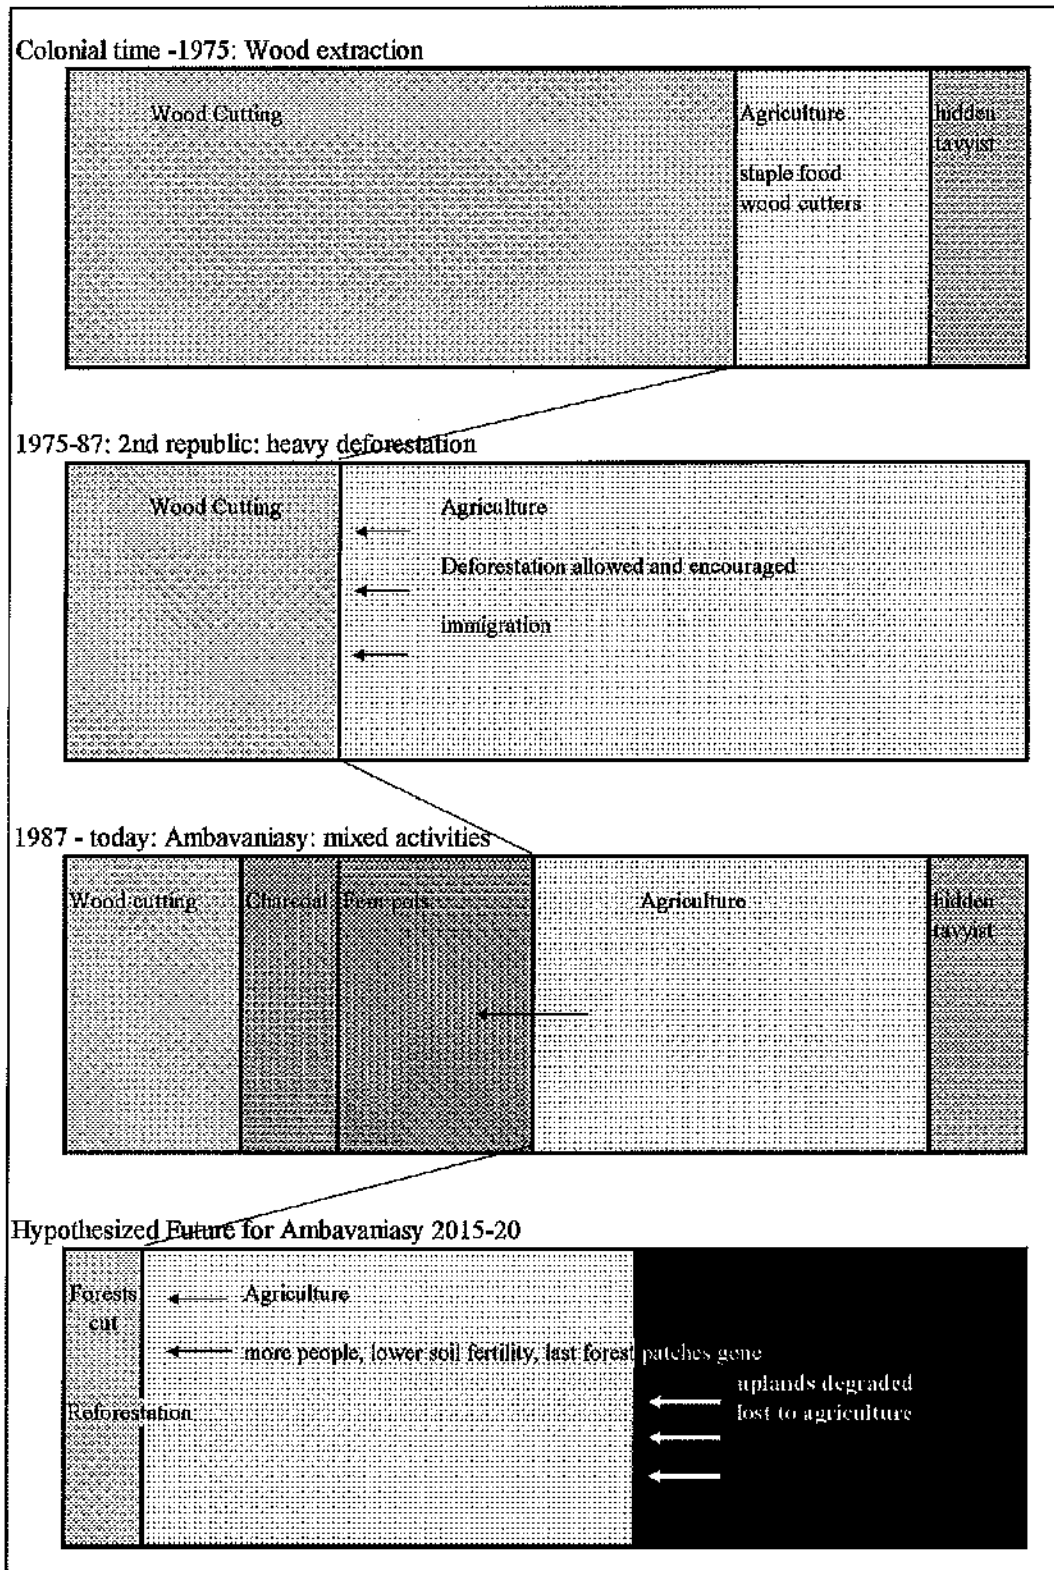 Colonial time -1975: Wood extraction
Wood Cutting
Agriculture
staple food
wood cutters
hidden
tavyist
1975-87: 2nd republic: heavy deforestation
Wood Cutting
Agriculture
Deforestation allowed and encouraged
immigration
1987 - today: Ambavaniasy: mixed activities
Wood cutting
Charcoal
Fern pots
Agriculture
hidden
tavyist
Hypothesized Future for Ambavaniasy 2015-20
Forests
cut
Reforestation
Agriculture
more people, lower soil fertility, last forest patches gone
uplands degraded
lost to agriculture